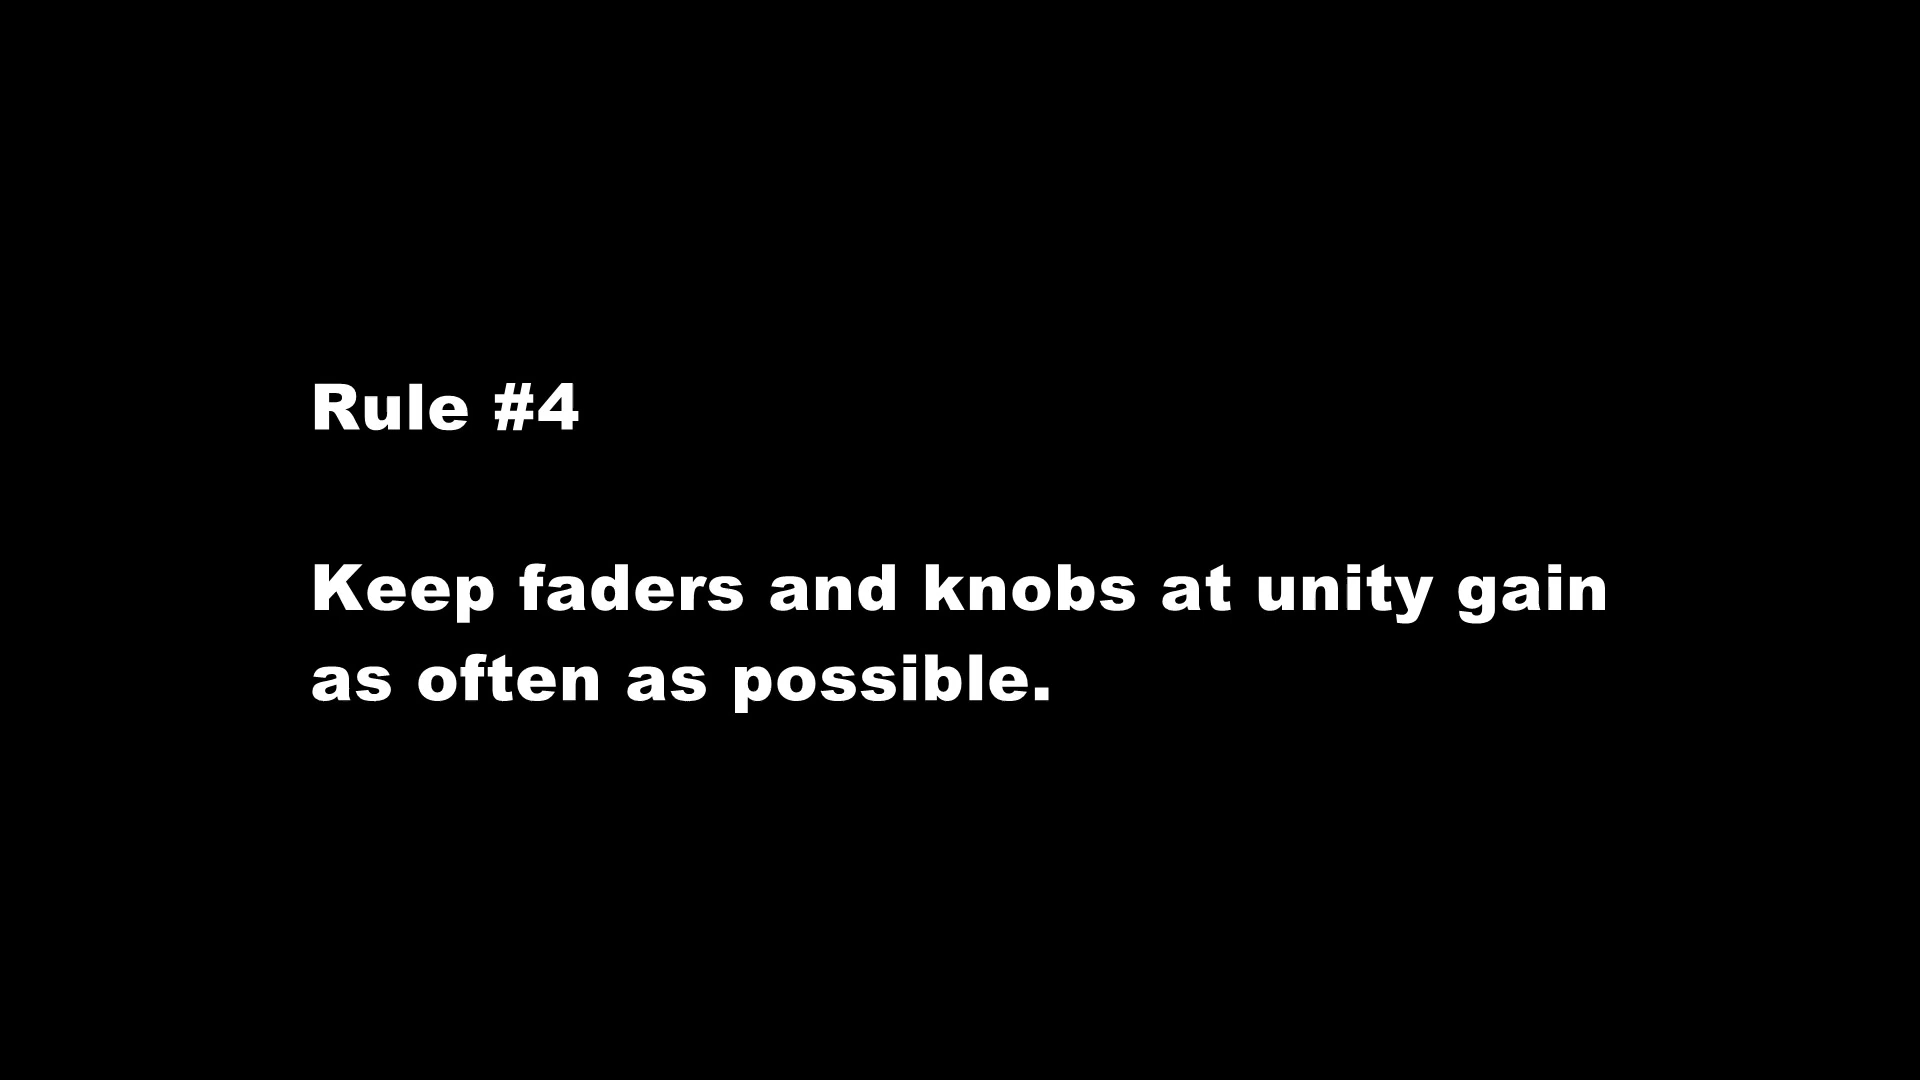 Rule #4
Keep faders and knobs at unity gain
as often as possible.